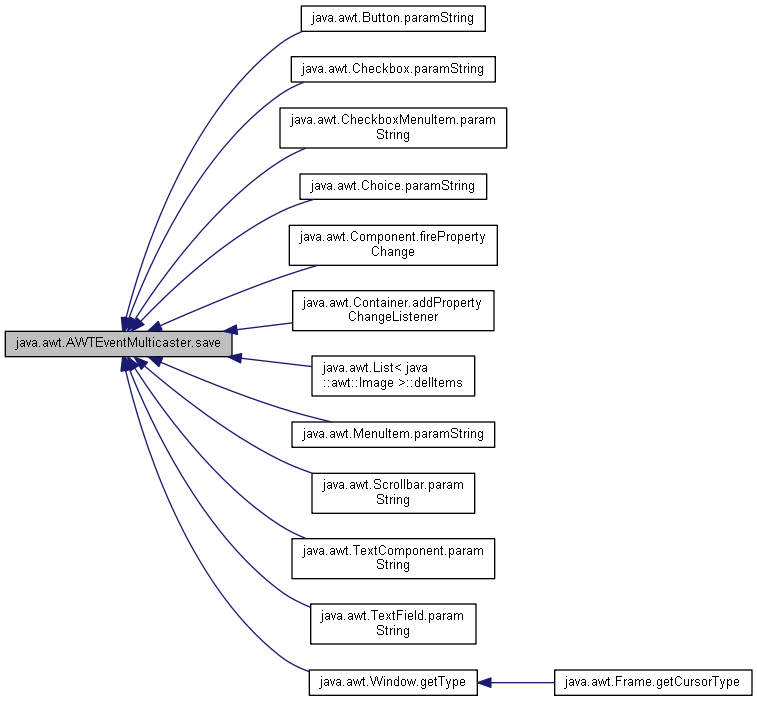 java.awt.Button.paramString
java.awt.Checkbox.paramString
java.awt.CheckboxMenuItem.param
String
java.awt.Choice.paramString
java.awt.Component.fireProperty
Change
java.awt.Container.addProperty
ChangeListener
java.awt.AWTEventMulticaster.save
java.awt.List< java
::awt::Image >::delItems
java.awt.MenuItem.paramString
java.awt.Scrollbar.param
String
java.awt.TextComponent.param
String
java.awt.TextField.param
String
java.awt.Window.getType
java.awt.Frame.getCursorType